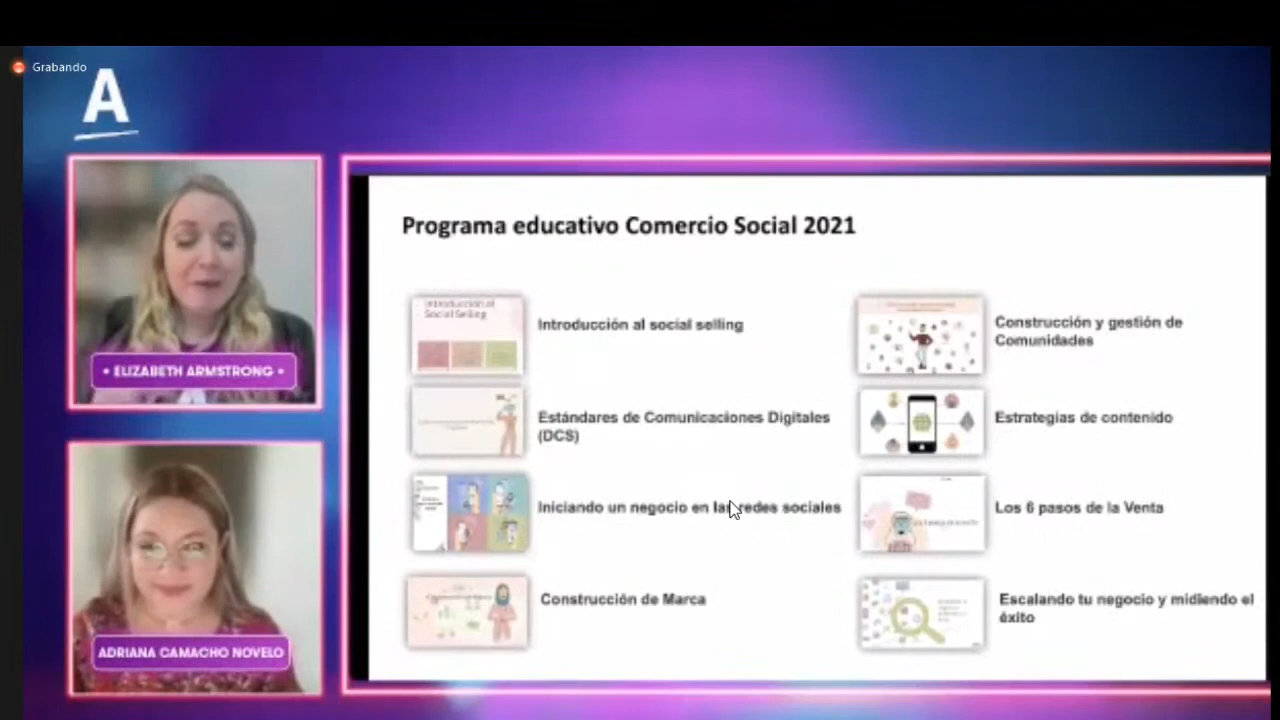 Grabando
A
• ELIZABETH ARMSTRONG •
ADRIANA CAMACHO NOVELO
Programa educativo Comercio Social 2021
Introducción al
Social Selling
Introducción al social selling
Estándares de Comunicaciones Digitales
(DCS)
Iniciando un negocio en las redes sociales
Construcción de Marca
Construcción y gestión de
Comunidades
Estrategias de contenido
Los 6 pasos de la Venta
Escalando tu negocio y midiendo el
éxito